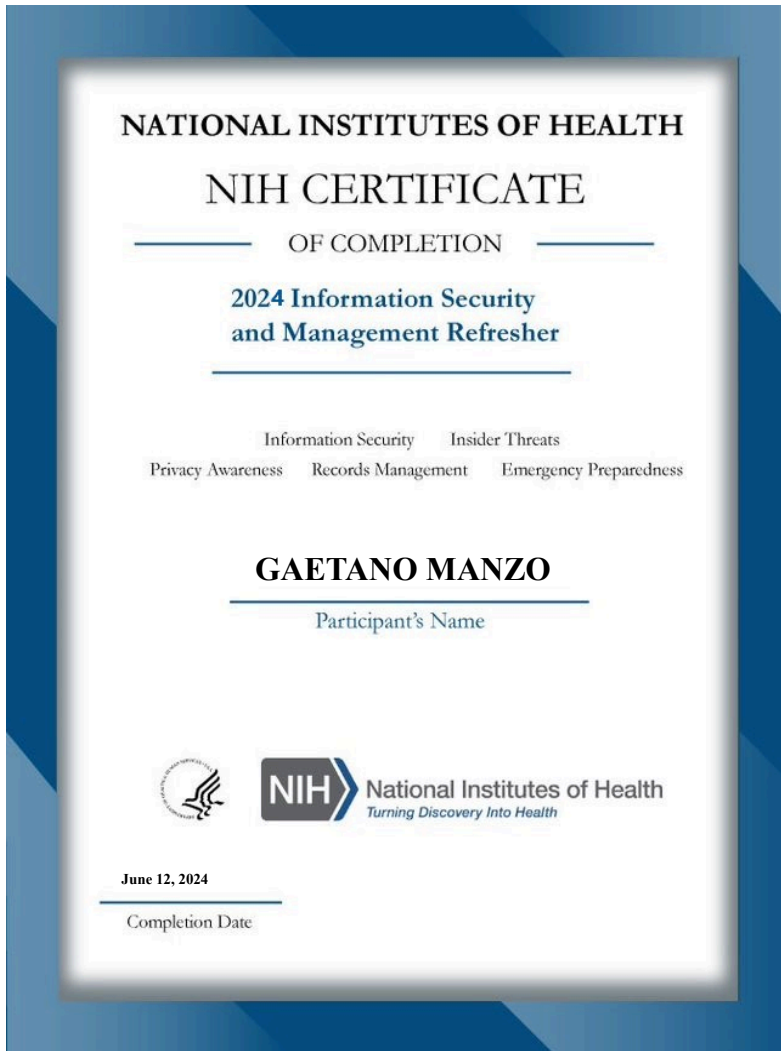 NATIONAL INSTITUTES OF HEALTH
NIH CERTIFICATE
OF COMPLETION
2024 Information Security
and Management Refresher
Information Security Insider Threats
Privacy Awareness Records Management Emergency Preparedness
GAETANO MANZO
Participant's Name
NIH National Institutes of Health
Turning Discovery Into Health
June 12, 2024
Completion Date